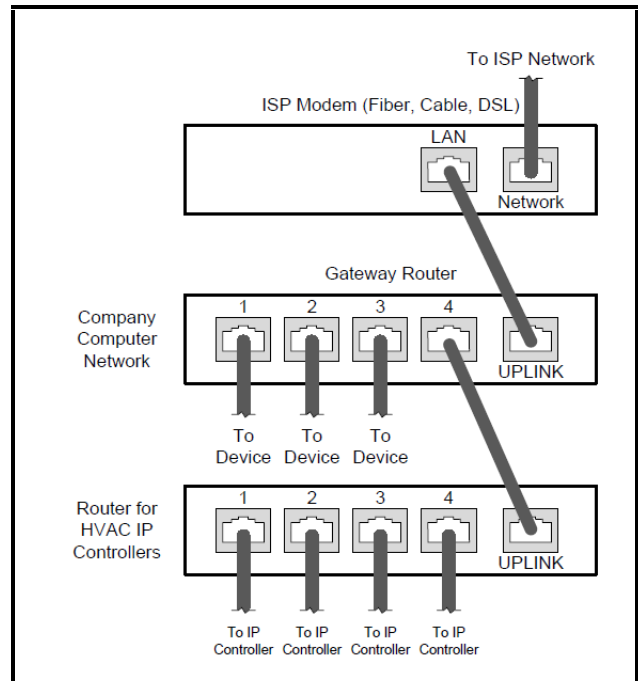 To ISP Network
ISP Modem (Fiber, Cable, DSL)
LAN
Network
Gateway Router
Company
Computer
Network
1 2 3 4
UPLINK
To To To
Device Device Device
Router for
HVAC IP
Controllers
1 2 3 4
UPLINK
To IP To IP To IP To IP
Controller Controller Controller Controller